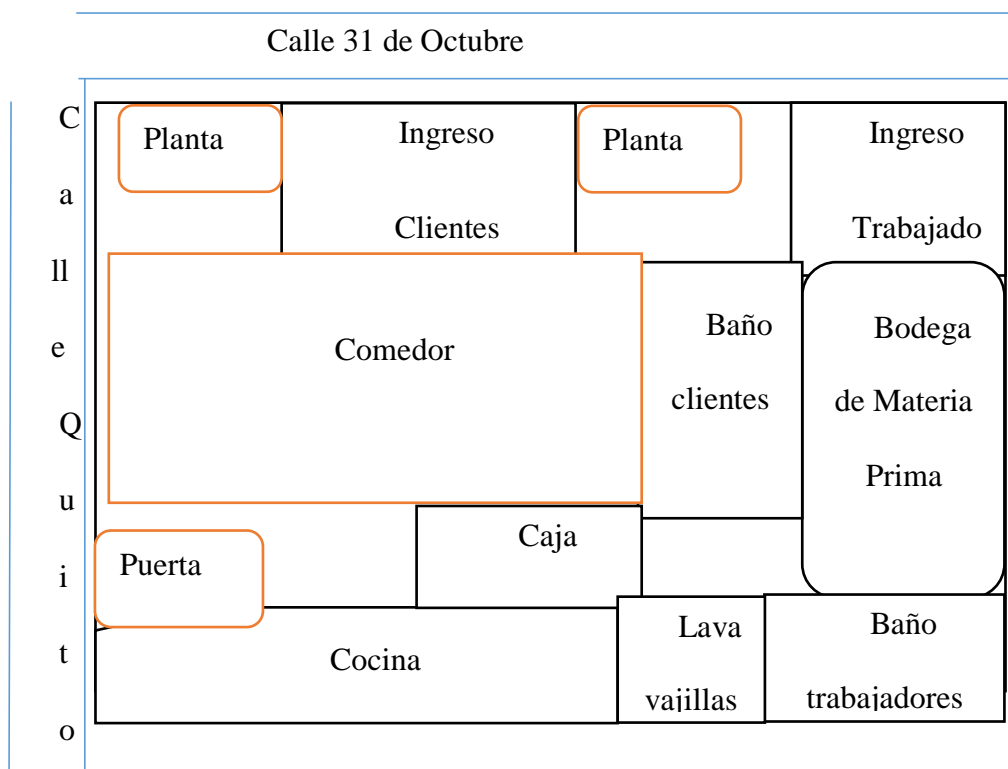 Calle 31 de Octubre
C
a
ll
e
Q
u
i
t
o
Planta
Ingreso
Clientes
Planta
Ingreso
Trabajado
Comedor
Baño
clientes
Bodega
de Materia
Prima
Caja
Puerta
Cocina
Lava
vajillas
Baño
trabajadores